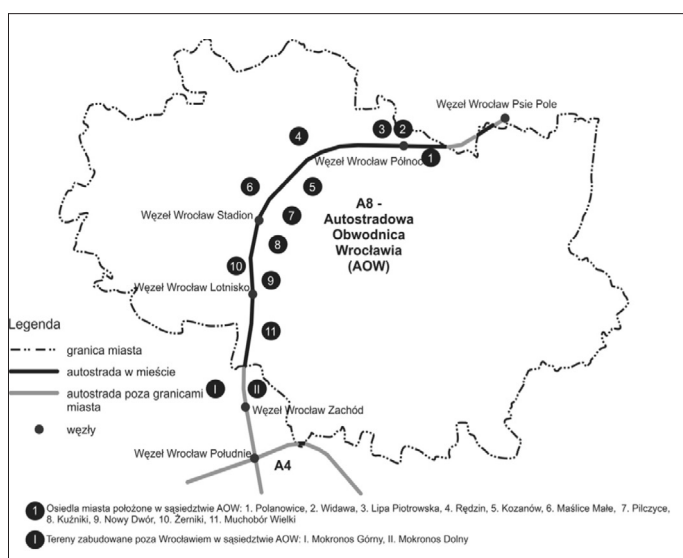 Węzeł Wrocław Psie Pole
3
2
4
1
Węzeł Wrocław Północ
5
6
A8 -
Autostradowa
Obwodnica
Wrocławia
(AOW)
7
Węzeł Wrocław Stadion
8
10
9
Węzeł Wrocław Lotnisko
11
Legenda
granica miasta
autostrada w mieście
autostrada poza granicami
miasta
węzły
I
II
Węzeł Wrocław Zachód
Węzeł Wrocław Południe
A4
1 Osiedla miasta położone w sąsiedztwie AOW: 1. Polanowice, 2. Widawa, 3. Lipa Piotrowska, 4. Rędzin, 5. Kozanów, 6. Maślice Małe, 7. Pilczyce,
8. Kuźniki, 9. Nowy Dwór, 10. Żerniki, 11. Muchobór Wielki
I Tereny zabudowane poza Wrocławiem w sąsiedztwie AOW: I. Mokronos Górny, II. Mokronos Dolny